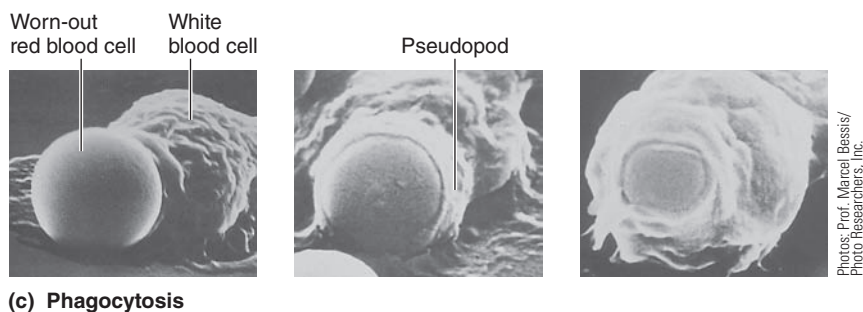 Worn-out
red blood cell
White
blood cell
Pseudopod
Photos: Prof. Marcel Bessis/
Photo Researchers, Inc.
(c) Phagocytosis